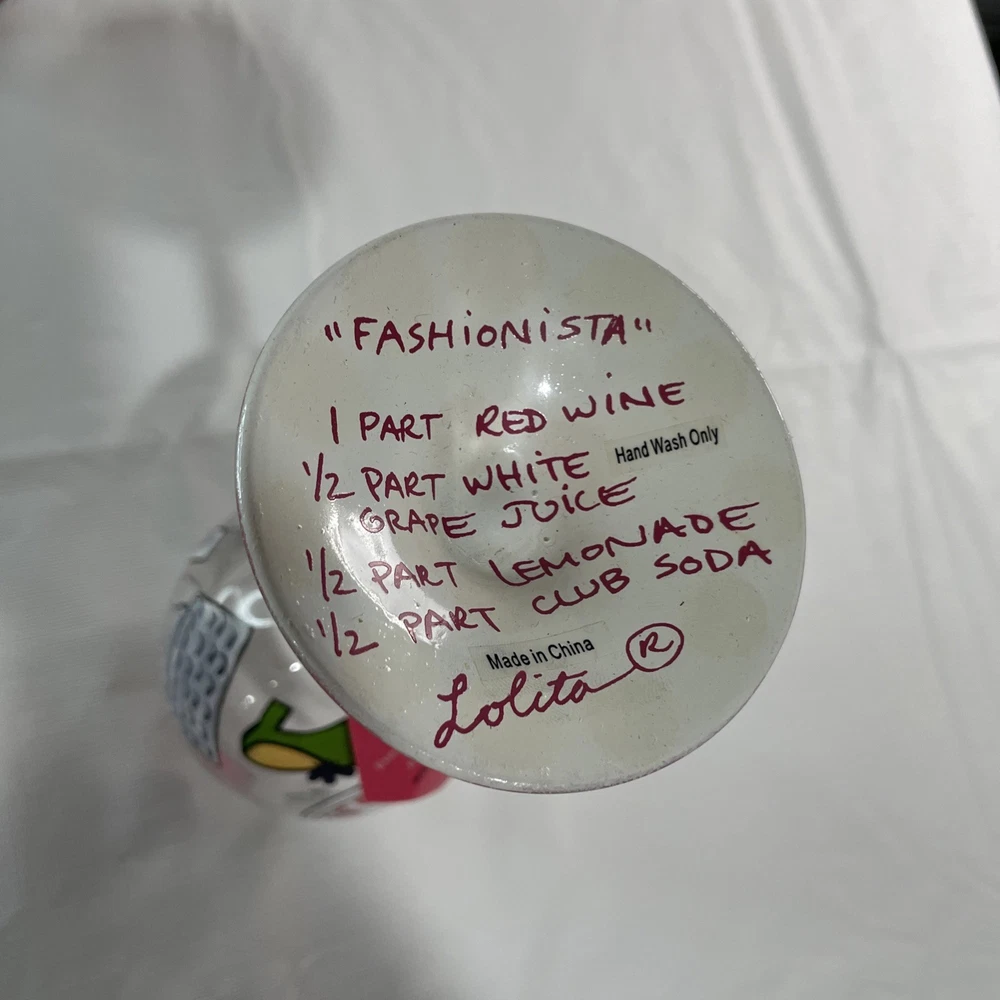 "FASHiONiSTA"
1 PART RED WiNE
Hand Wash Only
1/2 PART WHiTE
GRAPE JUiCE
1/2 PART LEMONADE
1/2 PART CLUB SODA
Made in China
Lolita ®